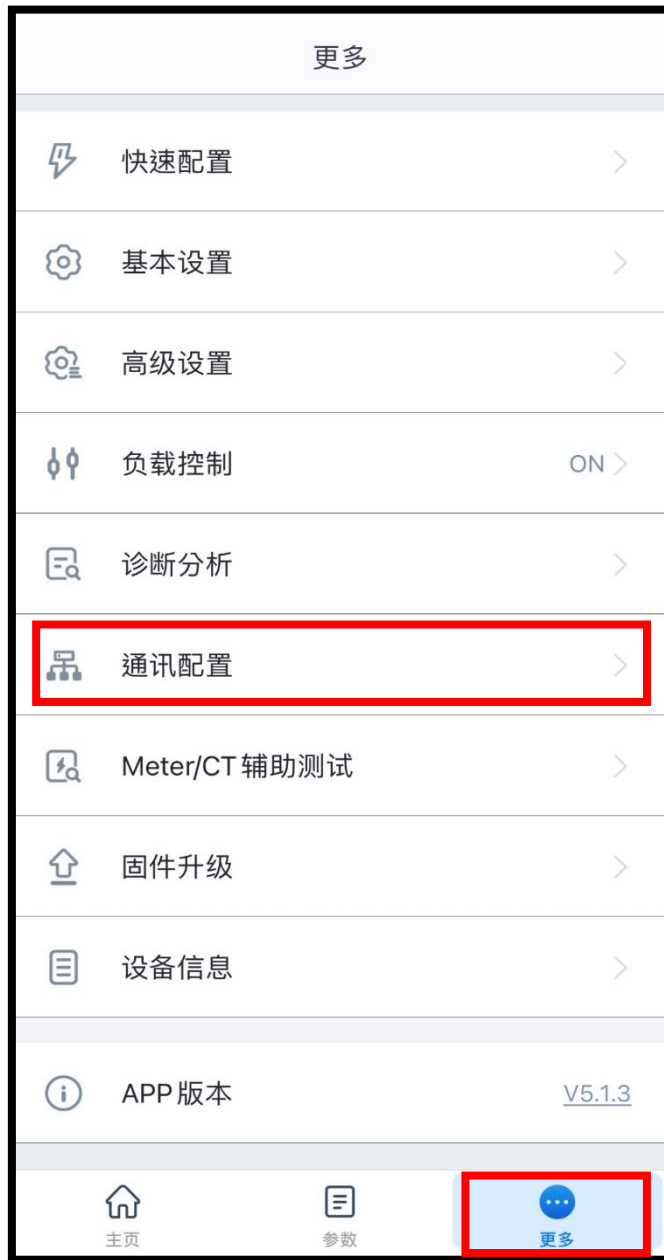 更多
快速配置
基本设置
高级设置
负载控制 ON
诊断分析
通讯配置
Meter/CT辅助测试
固件升级
设备信息
APP版本 V5.1.3
主页 参数 更多